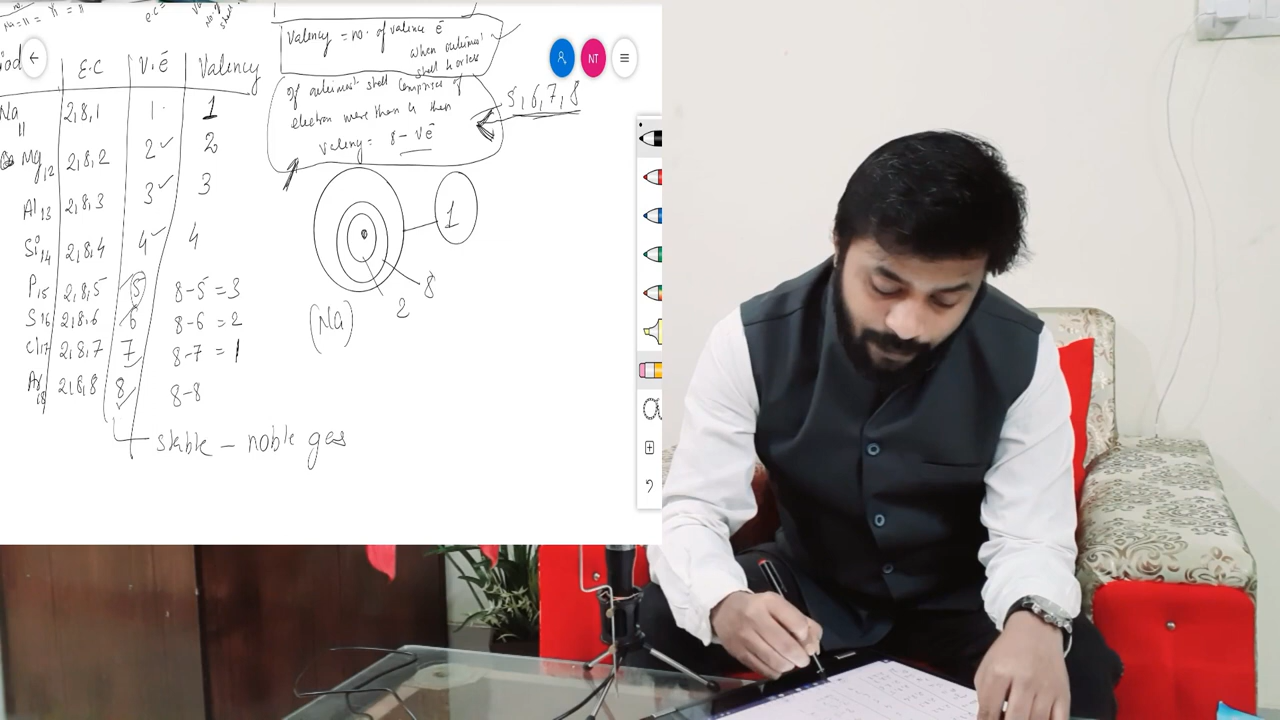 Valency = no. of valence ē
when outermost
shell 4 or less
E.C V.ē Valency
If outermost shell comprises of
electron more than 4 then
5, 6, 7, 8
valency = 8 - vē
Na 11 2,8,1 1 1
Mg 12 2,8,2 2 2
Al 13 2,8,3 3 3
1
Si 14 2,8,4 4 4
P 15 2,8,5 5 8-5 = 3
8
2
(Na)
S 16 2,8,6 6 8-6 = 2
Cl 17 2,8,7 7 8-7 = 1
Ar 18 2,8,8 8 8-8
stable - noble gas
NT